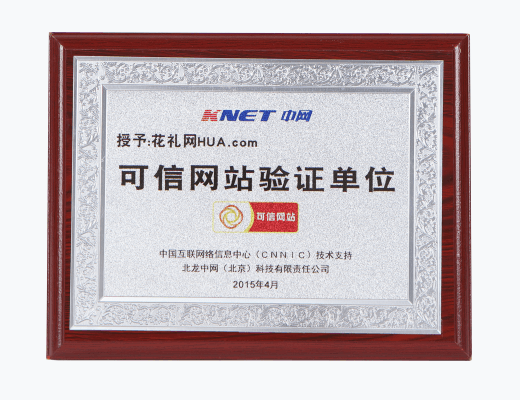 KNET 中网
授予:花礼网HUA.com
可信网站验证单位
可信网站
中国互联网络信息中心（CNNIC）技术支持
北龙中网（北京）科技有限责任公司
2015年4月